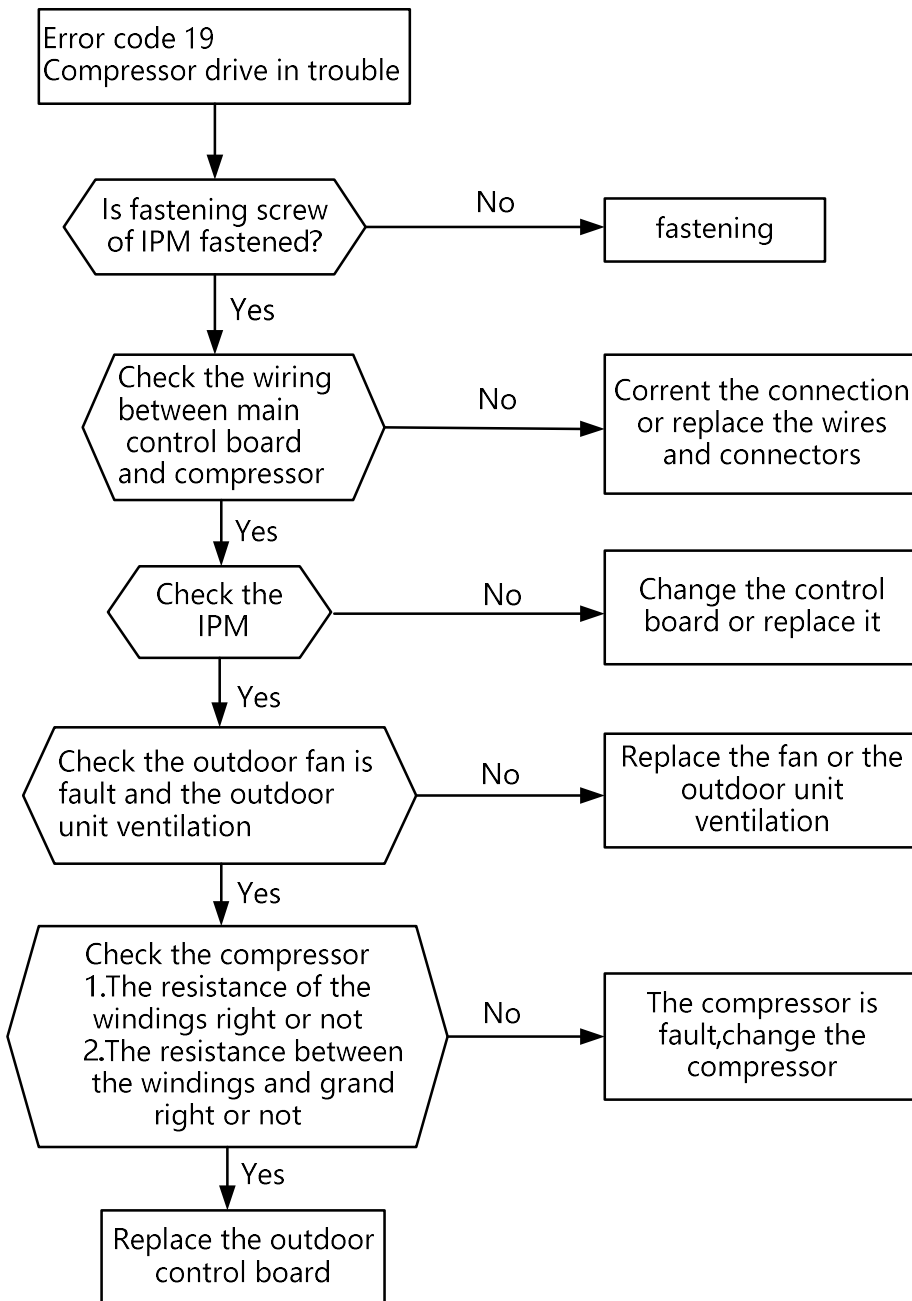 Error code 19
Compressor drive in trouble
Is fastening screw
of IPM fastened?
No
fastening
Yes
Check the wiring
between main
control board
and compressor
No
Corrent the connection
or replace the wires
and connectors
Yes
Check the
IPM
No
Change the control
board or replace it
Yes
Check the outdoor fan is
fault and the outdoor
unit ventilation
No
Replace the fan or the
outdoor unit
ventilation
Yes
Check the compressor
1.The resistance of the
windings right or not
2.The resistance between
the windings and grand
right or not
No
The compressor is
fault,change the
compressor
Yes
Replace the outdoor
control board